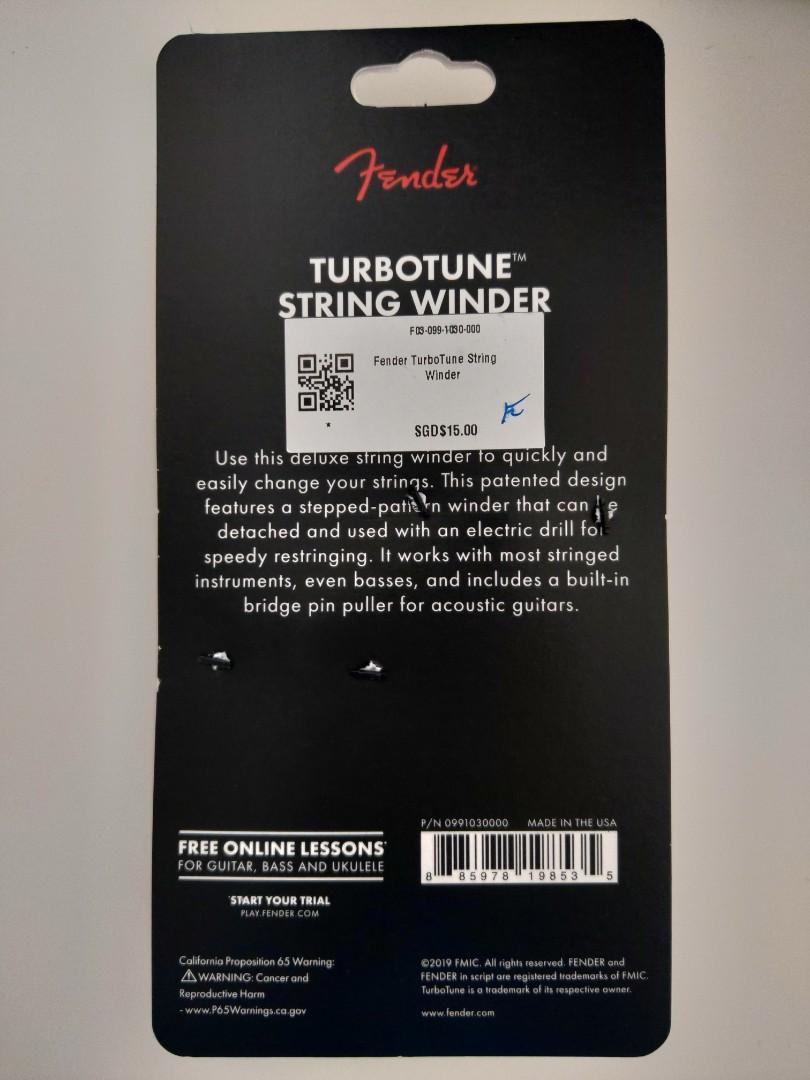 Fender
TURBOTUNE™
STRING WINDER
F03-099-1030-000
Fender TurboTune String
Winder
*
SGD$15.00
Use this deluxe string winder to quickly and
easily change your strings. This patented design
features a stepped-pattern winder that can be
detached and used with an electric drill for
speedy restringing. It works with most stringed
instruments, even basses, and includes a built-in
bridge pin puller for acoustic guitars.
FREE ONLINE LESSONS*
FOR GUITAR, BASS AND UKULELE
*START YOUR TRIAL
PLAY.FENDER.COM
P/N 0991030000 MADE IN THE USA
8 85978 19853 5
California Proposition 65 Warning:
⚠WARNING: Cancer and
Reproductive Harm
- www.P65Warnings.ca.gov
©2019 FMIC. All rights reserved. FENDER and
FENDER in script are registered trademarks of FMIC.
TurboTune is a trademark of its respective owner.
www.fender.com